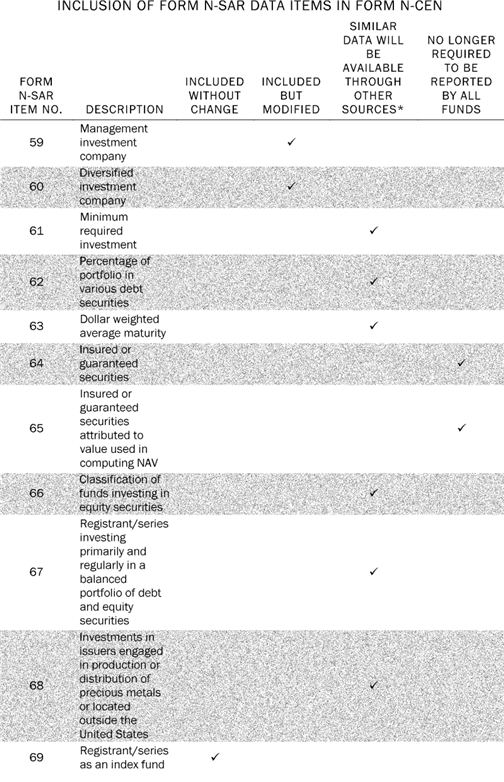 INCLUSION OF FORM N-SAR DATA ITEMS IN FORM N-CEN
FORM
N-SAR
ITEM NO.
DESCRIPTION
INCLUDED
WITHOUT
CHANGE
INCLUDED
BUT
MODIFIED
SIMILAR
DATA WILL
BE
AVAILABLE
THROUGH
OTHER
SOURCES*
NO LONGER
REQUIRED
TO BE
REPORTED
BY ALL
FUNDS
59
Management
investment
company
✓
60
Diversified
investment
company
✓
61
Minimum
required
investment
✓
62
Percentage of
portfolio in
various debt
securities
✓
63
Dollar weighted
average maturity
✓
64
Insured or
guaranteed
securities
✓
65
Insured or
guaranteed
securities
attributed to
value used in
computing NAV
✓
66
Classification of
funds investing in
equity securities
✓
67
Registrant/series
investing
primarily and
regularly in a
balanced
portfolio of debt
and equity
securities
✓
68
Investments in
issuers engaged
in production or
distribution of
precious metals
or located
outside the
United States
✓
69
Registrant/series
as an index fund
✓